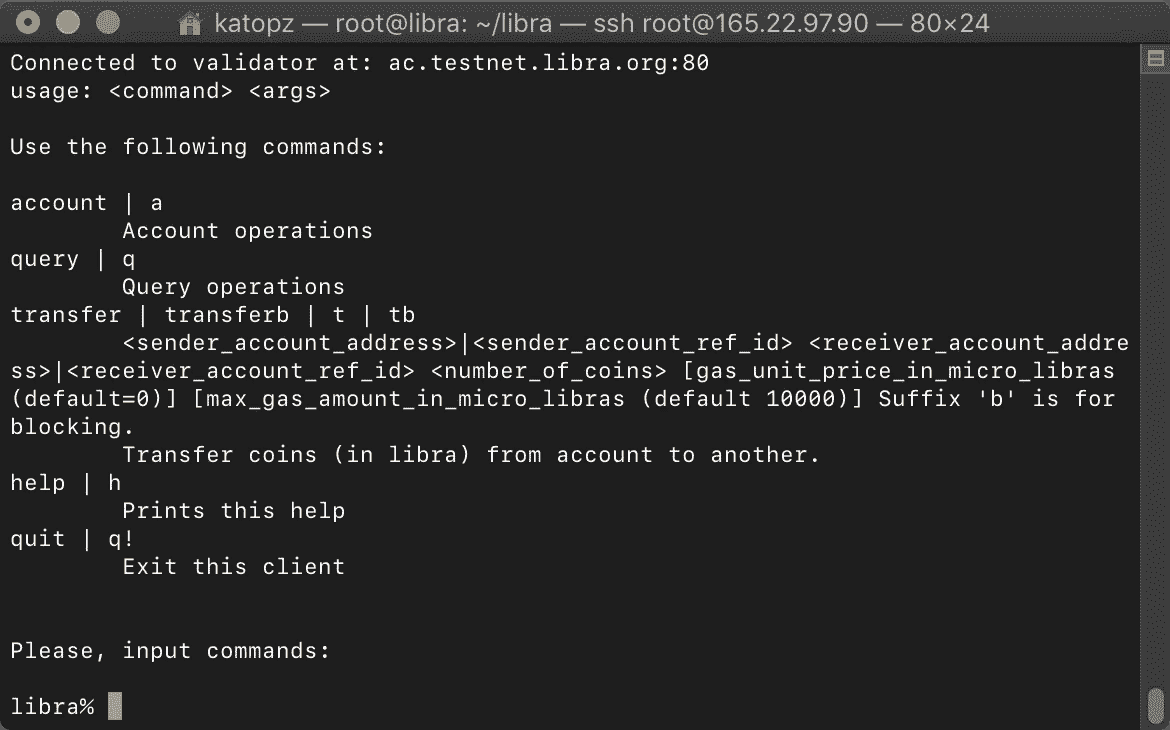 katopz — root@libra: ~/libra — ssh root@165.22.97.90 — 80×24
Connected to validator at: ac.testnet.libra.org:80
usage: <command> <args>
Use the following commands:
account | a
Account operations
query | q
Query operations
transfer | transferb | t | tb
<sender_account_address>|<sender_account_ref_id> <receiver_account_addre
ss>|<receiver_account_ref_id> <number_of_coins> [gas_unit_price_in_micro_libras
(default=0)] [max_gas_amount_in_micro_libras (default 10000)] Suffix 'b' is for
blocking.
Transfer coins (in libra) from account to another.
help | h
Prints this help
quit | q!
Exit this client
Please, input commands:
libra%